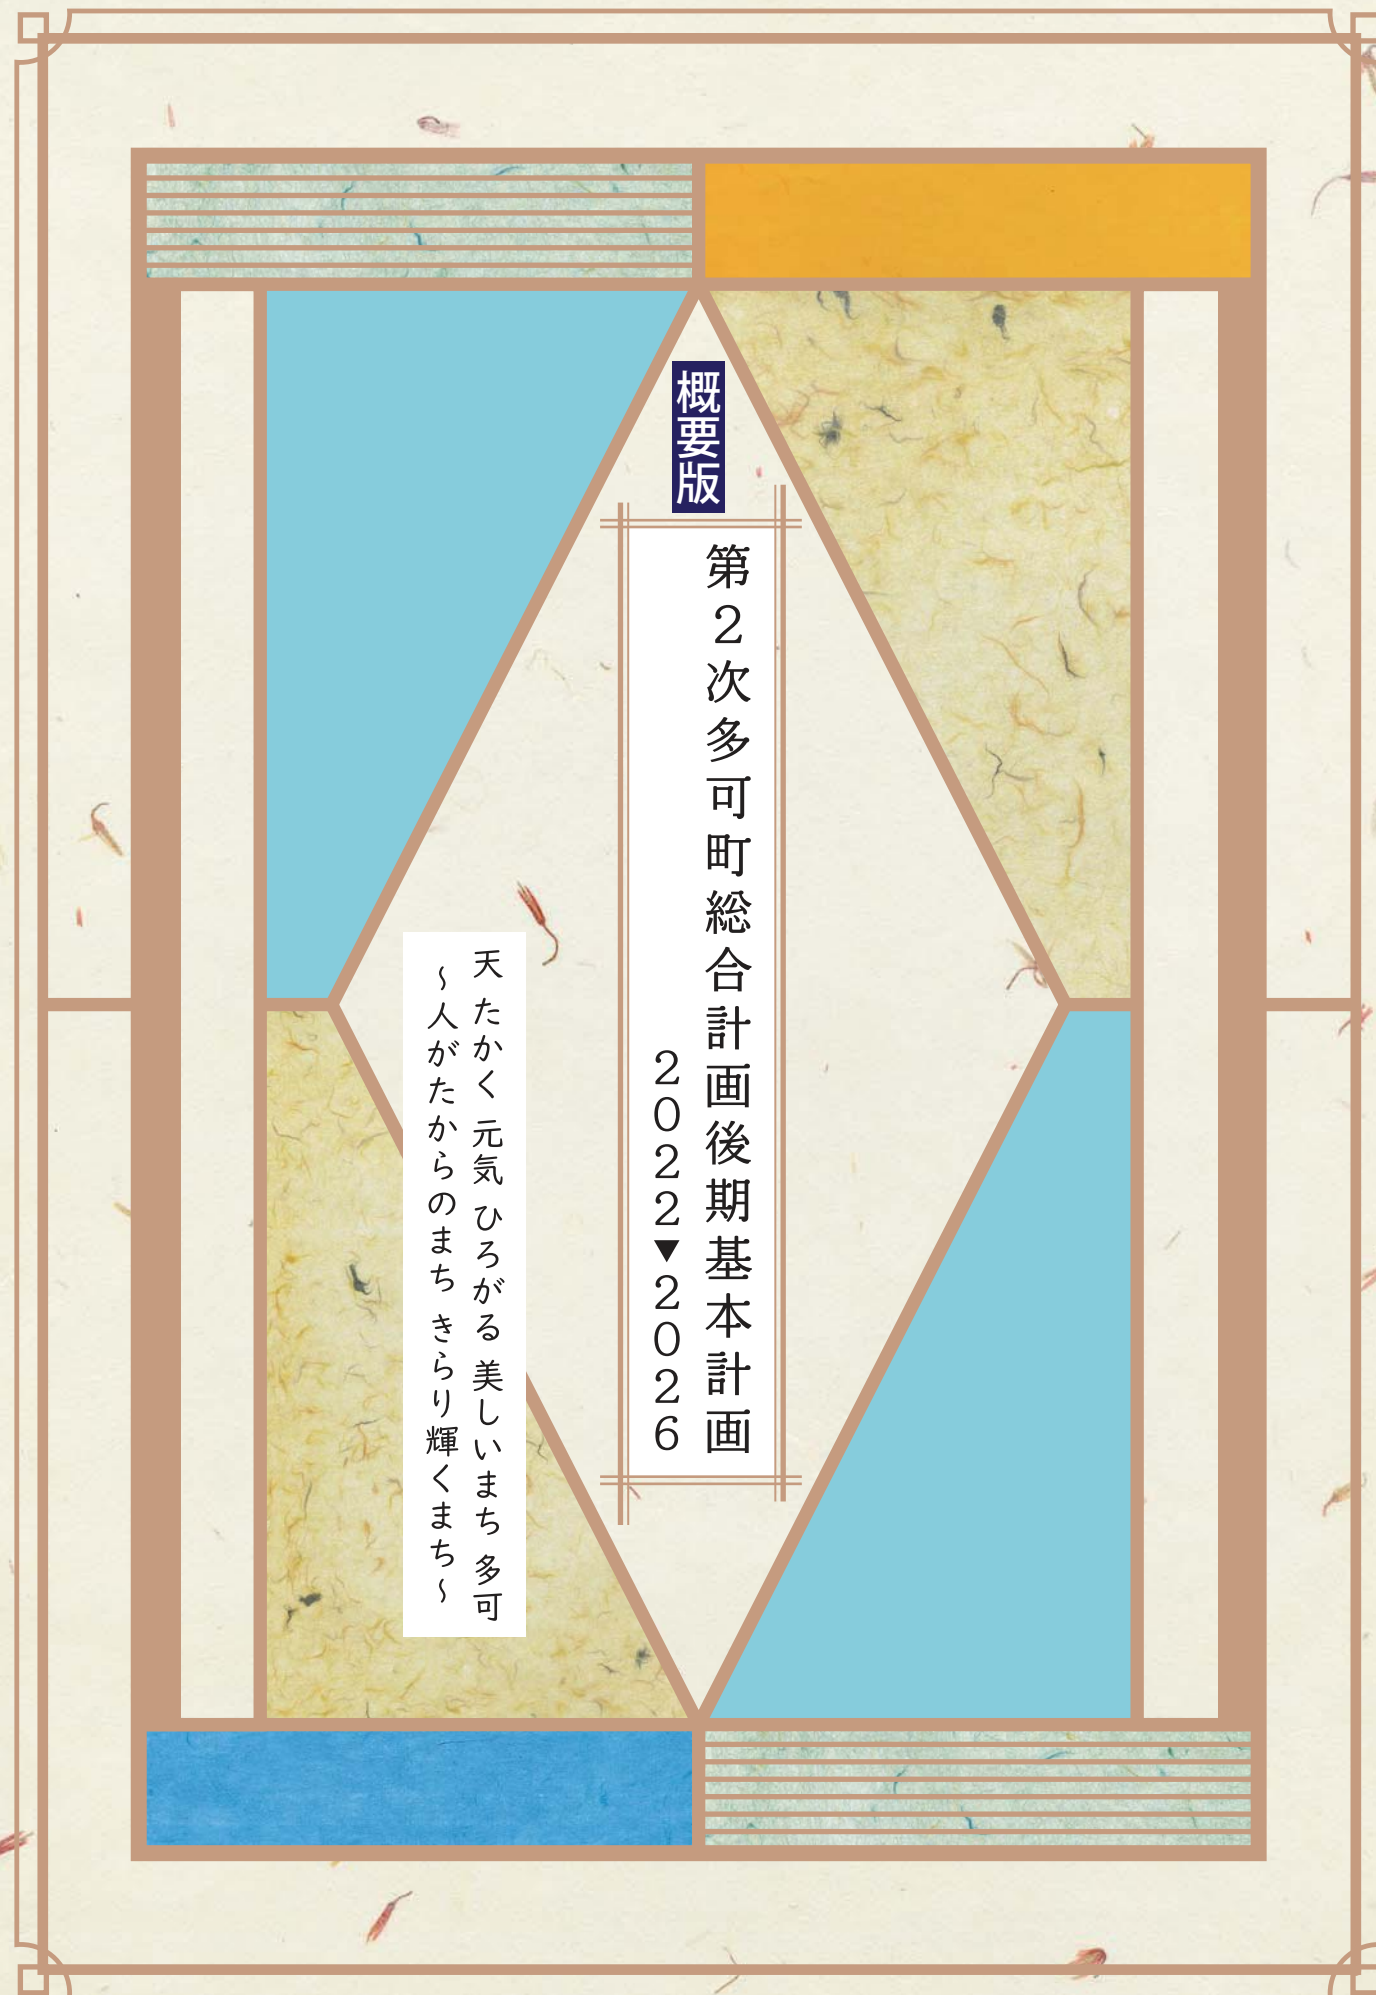 概要版
第2次多可町総合計画後期基本計画
2022▼2026
天 たかく 元気 ひろがる 美しいまち 多可
～人がたからのまち きらり輝くまち～